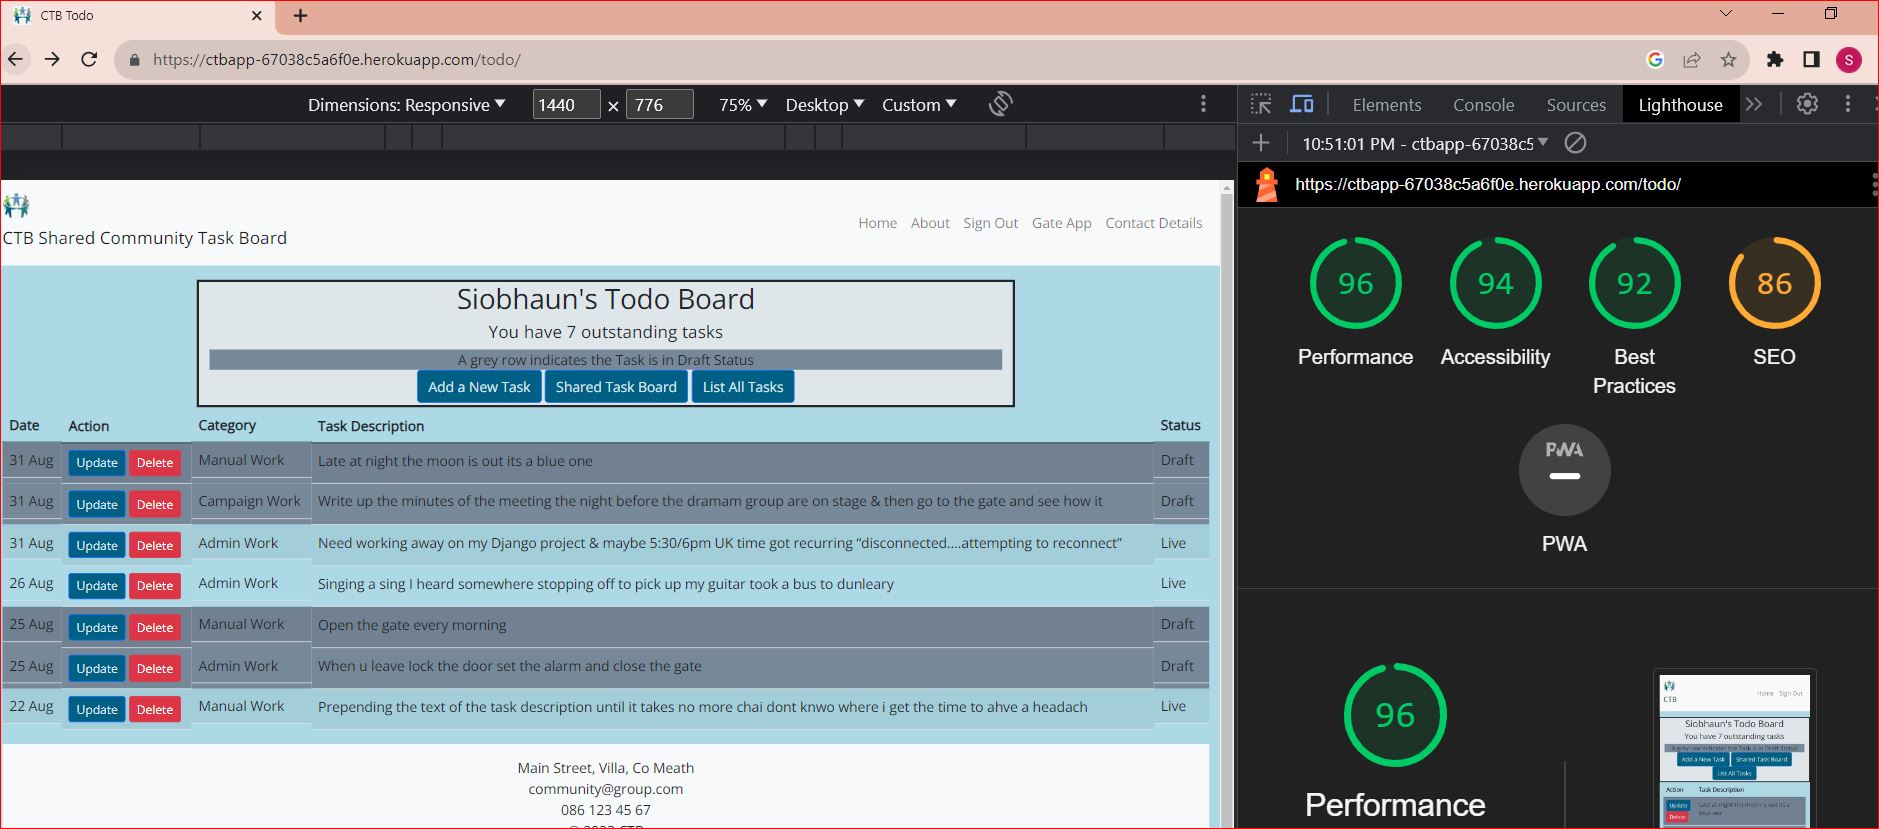 CTB Todo
https://ctbapp-67038c5a6f0e.herokuapp.com/todo/
S
Dimensions: Responsive 1440 × 776 75% Desktop Custom
Elements Console Sources Lighthouse
10:51:01 PM - ctbapp-67038c5
https://ctbapp-67038c5a6f0e.herokuapp.com/todo/
CTB Shared Community Task Board
Home About Sign Out Gate App Contact Details
Siobhaun's Todo Board
You have 7 outstanding tasks
A grey row indicates the Task is in Draft Status
Add a New Task Shared Task Board List All Tasks
Date Action Category Task Description Status
31 Aug Update Delete Manual Work Late at night the moon is out its a blue one Draft
31 Aug Update Delete Campaign Work Write up the minutes of the meeting the night before the dramam group are on stage & then go to the gate and see how it Draft
31 Aug Update Delete Admin Work Need working away on my Django project & maybe 5:30/6pm UK time got recurring “disconnected....attempting to reconnect” Live
26 Aug Update Delete Admin Work Singing a sing I heard somewhere stopping off to pick up my guitar took a bus to dunleary Live
25 Aug Update Delete Manual Work Open the gate every morning Draft
25 Aug Update Delete Admin Work When u leave lock the door set the alarm and close the gate Draft
22 Aug Update Delete Manual Work Prepending the text of the task description until it takes no more chai dont knwo where i get the time to ahve a headach Live
Main Street, Villa, Co Meath
community@group.com
086 123 45 67
© 2023 CTB
96 94 92 86
Performance Accessibility Best Practices SEO
PWA
PWA
96
Performance
CTB
Home Sign Out
Siobhaun's Todo Board
You have 7 outstanding tasks
A grey row indicates the Task is in Draft Status
Add a New Task Shared Task Board
List All Tasks
Action Task Description
Update Late at night the moon is out its a
Delete blue one